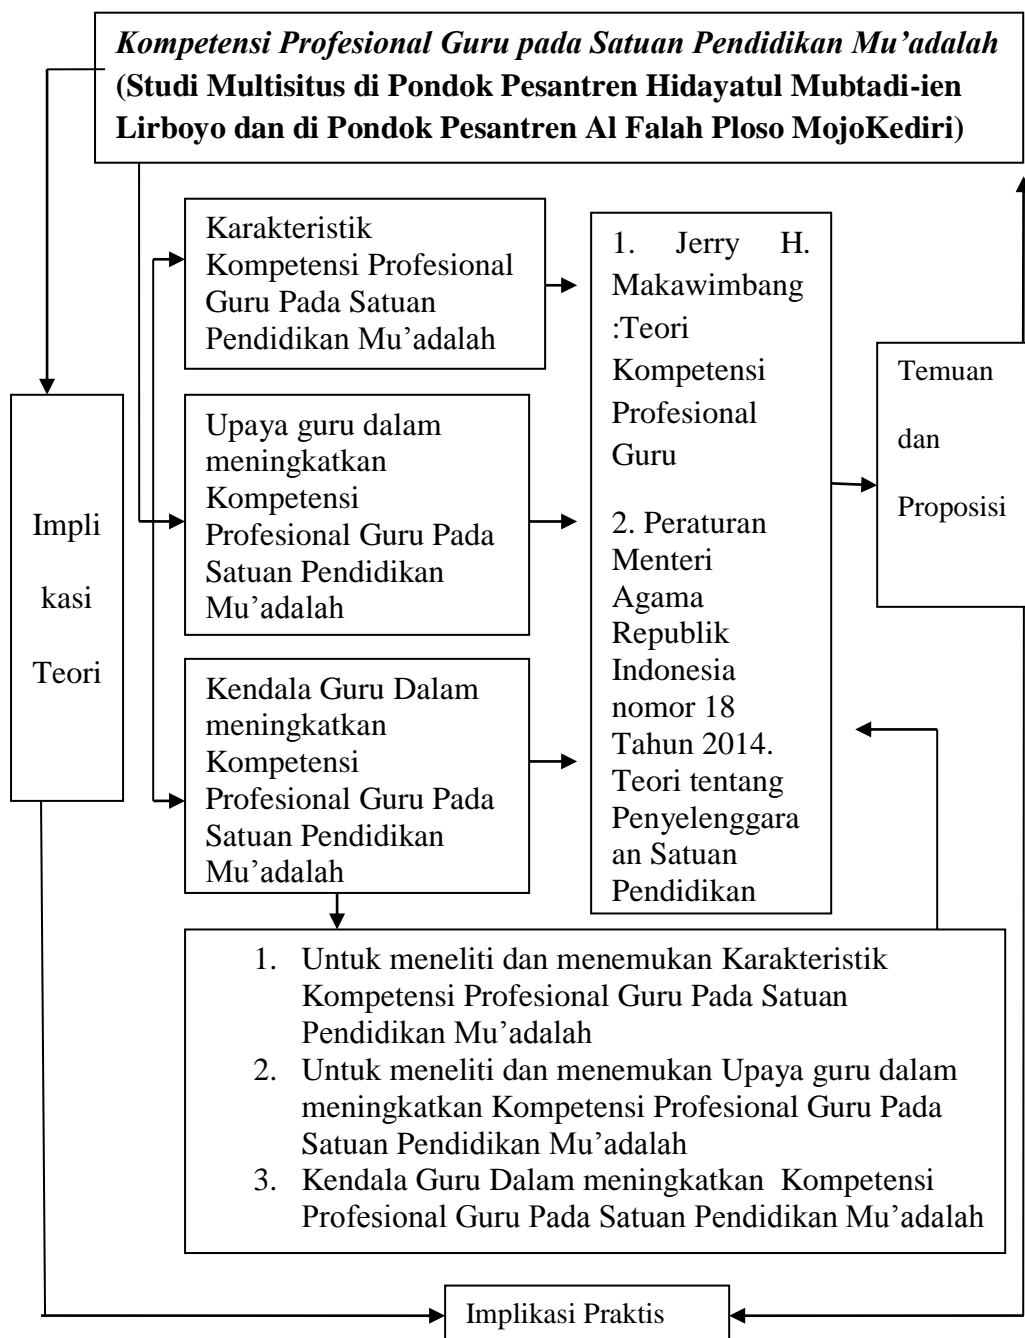 Kompetensi Profesional Guru pada Satuan Pendidikan Mu’adalah
(Studi Multisitus di Pondok Pesantren Hidayatul Mubtadi-ien
Lirboyo dan di Pondok Pesantren Al Falah Ploso MojoKediri)
Karakteristik
Kompetensi Profesional
Guru Pada Satuan
Pendidikan Mu’adalah
Upaya guru dalam
meningkatkan
Kompetensi
Profesional Guru Pada
Satuan Pendidikan
Mu’adalah
Kendala Guru Dalam
meningkatkan
Kompetensi
Profesional Guru Pada
Satuan Pendidikan
Mu’adalah
Impli
kasi
Teori
1. Jerry H.
Makawimbang
:Teori
Kompetensi
Profesional
Guru
2. Peraturan
Menteri
Agama
Republik
Indonesia
nomor 18
Tahun 2014.
Teori tentang
Penyelenggara
an Satuan
Pendidikan
Temuan
dan
Proposisi
1. Untuk meneliti dan menemukan Karakteristik
Kompetensi Profesional Guru Pada Satuan
Pendidikan Mu’adalah
2. Untuk meneliti dan menemukan Upaya guru dalam
meningkatkan Kompetensi Profesional Guru Pada
Satuan Pendidikan Mu’adalah
3. Kendala Guru Dalam meningkatkan  Kompetensi
Profesional Guru Pada Satuan Pendidikan Mu’adalah
Implikasi Praktis